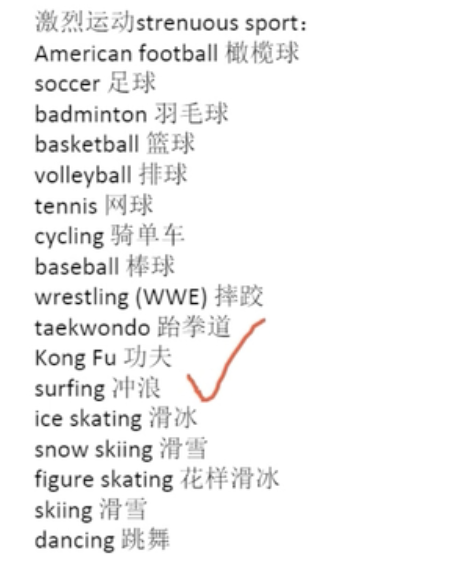 激烈运动strenuous sport：
American football 橄榄球
soccer 足球
badminton 羽毛球
basketball 篮球
volleyball 排球
tennis 网球
cycling 骑单车
baseball 棒球
wrestling (WWE) 摔跤
taekwondo 跆拳道
Kong Fu 功夫
surfing 冲浪
ice skating 滑冰
snow skiing 滑雪
figure skating 花样滑冰
skiing 滑雪
dancing 跳舞